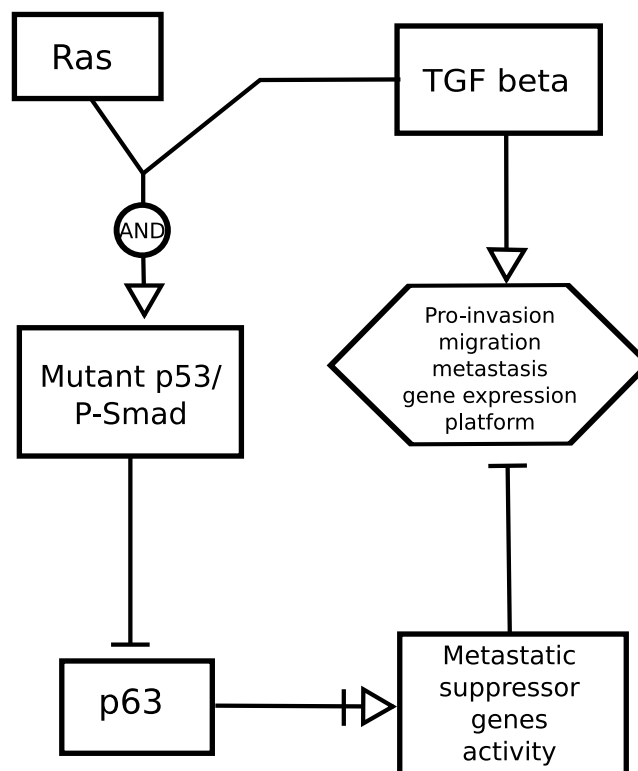 Ras
TGF beta
AND
Pro-invasion
migration
metastasis
gene expression
platform
Mutant p53/
P-Smad
p63
Metastatic
suppressor
genes
activity